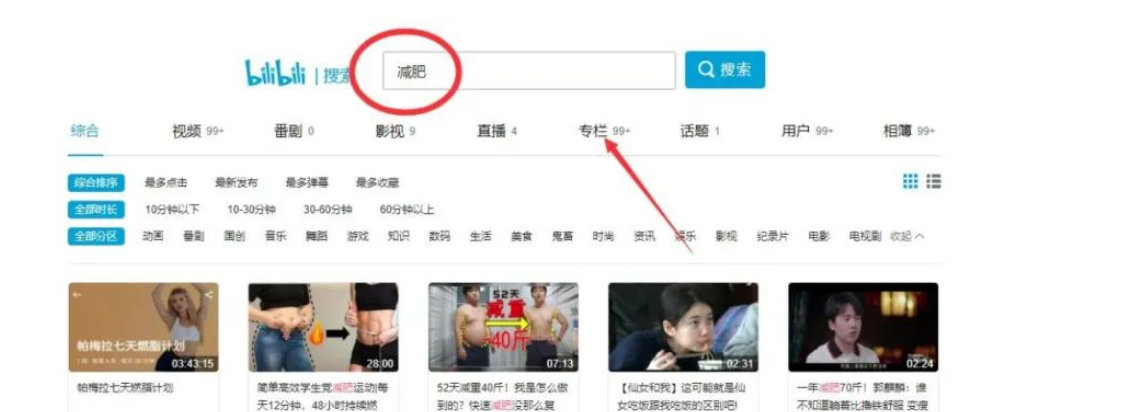 bilibili | 搜索 减肥 搜索
综合 视频 99+ 番剧 0 影视 9 直播 4 专栏 99+ 话题 1 用户 99+ 相簿 99+
综合排序 最多点击 最新发布 最多弹幕 最多收藏
全部时长 10分钟以下 10-30分钟 30-60分钟 60分钟以上
全部分区 动画 番剧 国创 音乐 舞蹈 游戏 知识 数码 生活 美食 鬼畜 时尚 资讯 娱乐 影视 纪录片 电影 电视剧 收起
52天
减重
40斤
帕梅拉七天燃脂计划
03:43:15 28:00 07:13 02:31 02:24
帕梅拉七天燃脂计划
简单高效学生党减肥运动|每
天12分钟，48小时持续燃
52天减重40斤！我是怎么做
到的？快速减肥没那么复
【仙女和我】这可能就是仙
女吃饭跟我吃饭的区别吧!
一年减肥70斤！郭麒麟：谁
不知道躺着比撸铁舒服 变瘦